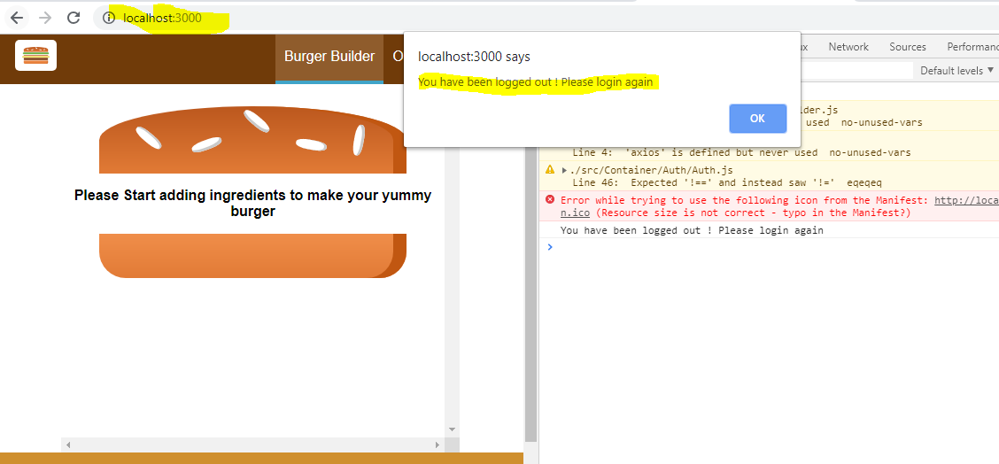 localhost:3000
Burger Builder
localhost:3000 says
You have been logged out ! Please login again
OK
Network Sources
Default levels
no-unused-vars
Line 4: 'axios' is defined but never used no-unused-vars
./src/Container/Auth/Auth.js
Line 46: Expected '!==' and instead saw '!=' eqeqeq
Error while trying to use the following icon from the Manifest: http://loca
n.ico (Resource size is not correct - typo in the Manifest?)
You have been logged out ! Please login again
Please Start adding ingredients to make your yummy
burger